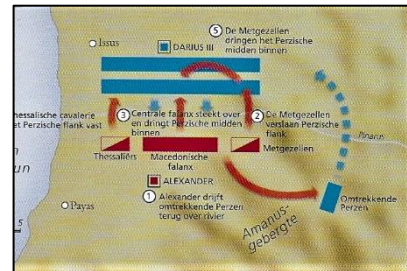 Issus
DARIUS III
5 De Metgezellen
dringen het Perzische
midden binnen
hessalische cavalerie
et Perzische flank vast
3 Centrale falanx steekt over
en dringt Perzische midden
binnen
2 De Metgezellen
verslaan Perzische
flank
Pinarus
Thessaliërs
Macedonische
falanx
Metgezellen
ALEXANDER
1 Alexander drijft
omtrekkende Perzen
terug over rivier
Payas
Amanus-
gebergte
Omtrekkende
Perzen
n
un
s